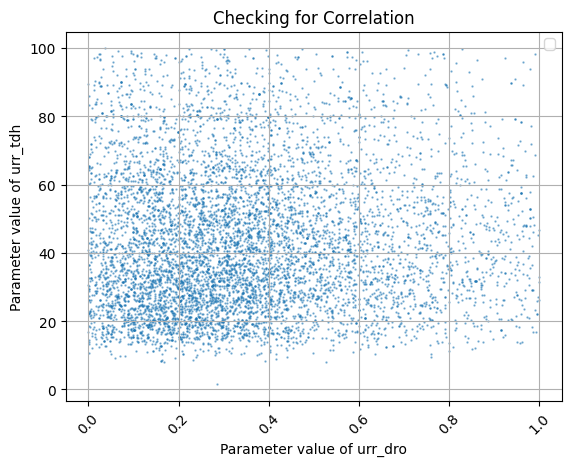 Checking for Correlation
Parameter value of urr_tdh
100
80
60
40
20
0
0.0 0.2 0.4 0.6 0.8 1.0
Parameter value of urr_dro